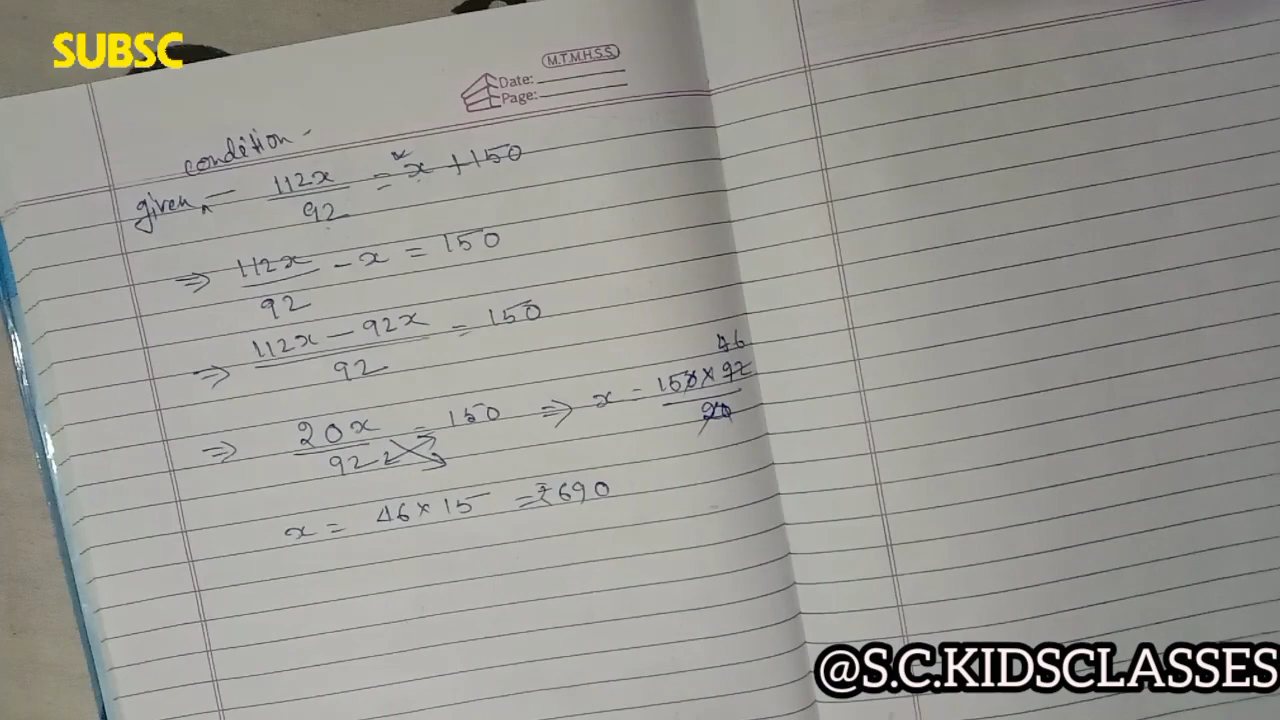 SUBSC
M.T.M.H.S.S.
Date:
Page:
condition -
given, - 112x/92 = x + 150
⇒ 112x/92 - x = 150
⇒ (112x - 92x)/92 = 150
⇒ 20x/92 = 150 ⇒ x = 150 × 92/20
46
x = 46 × 15 = ₹690
@S.C.KIDSCLASSES